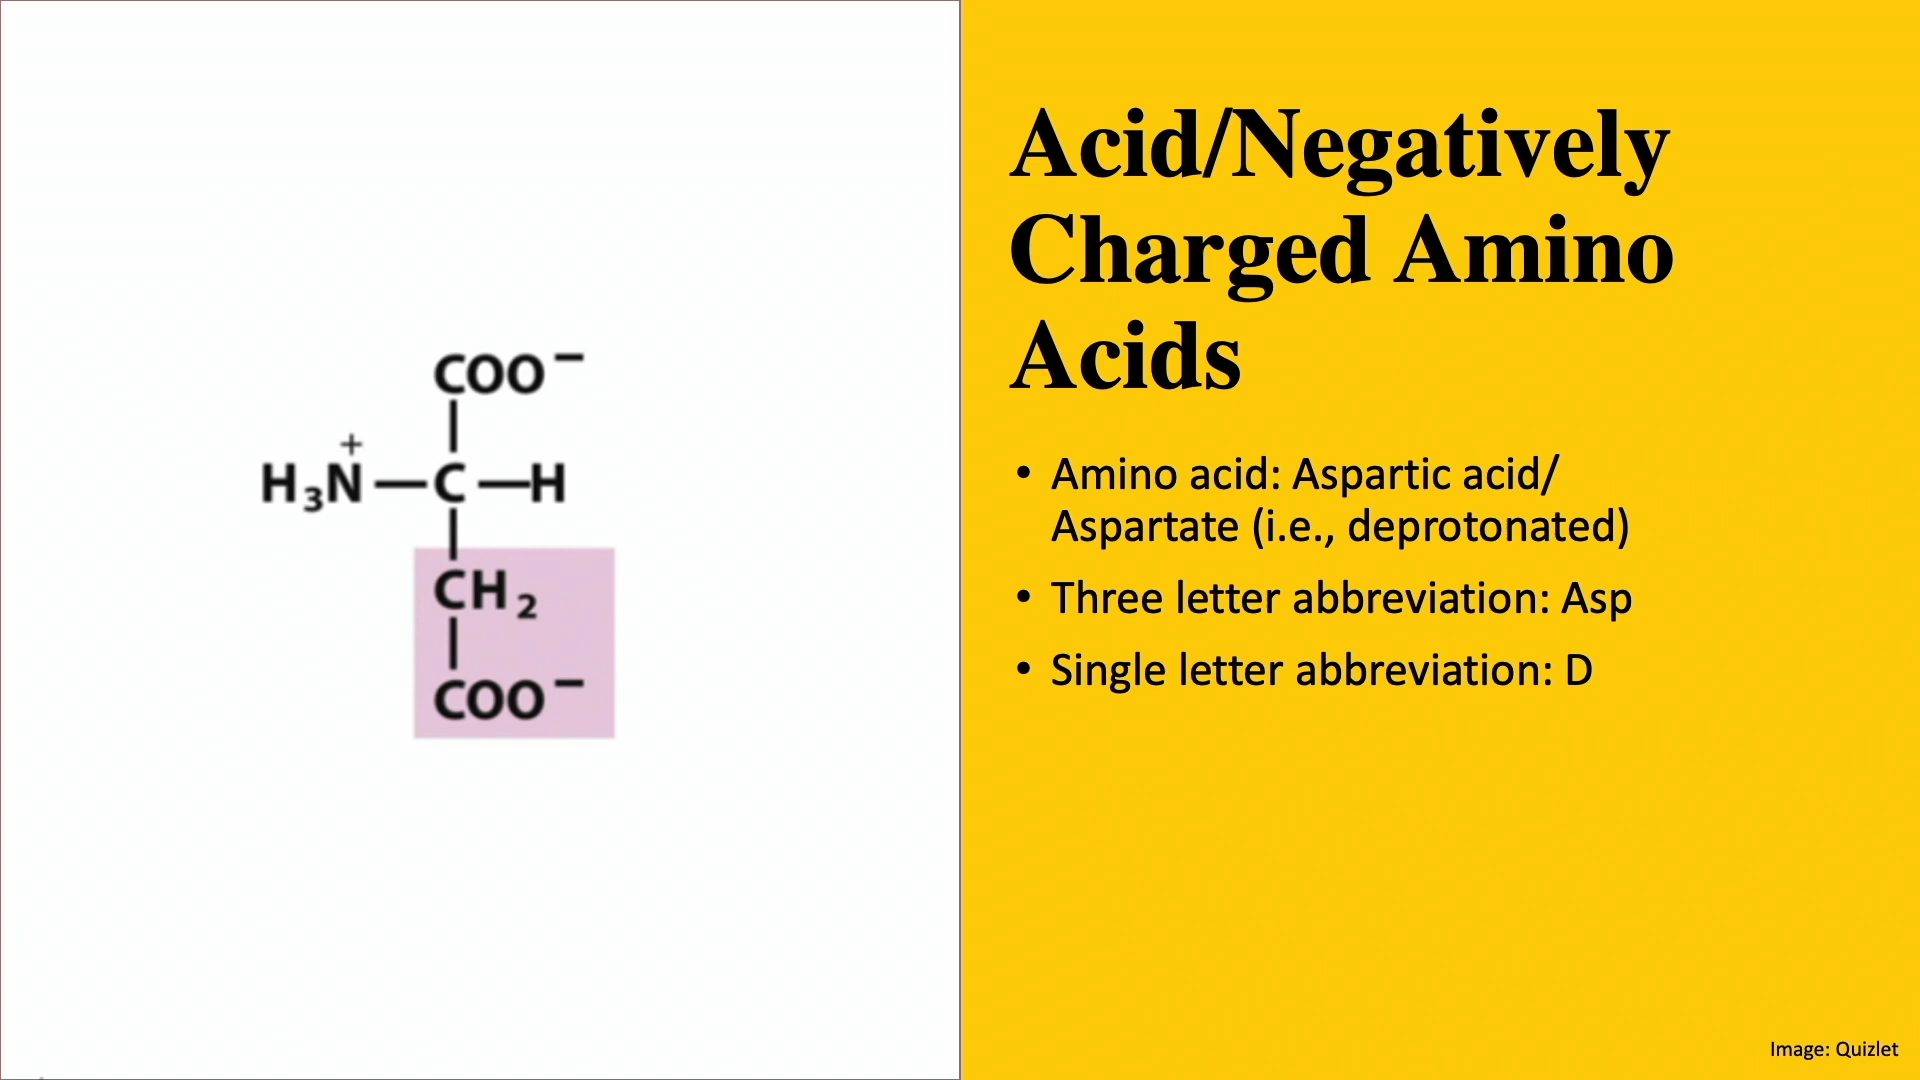 COO⁻
H₃N⁺—C—H
CH₂
COO⁻
Acid/Negatively
Charged Amino
Acids
• Amino acid: Aspartic acid/
Aspartate (i.e., deprotonated)
• Three letter abbreviation: Asp
• Single letter abbreviation: D
Image: Quizlet